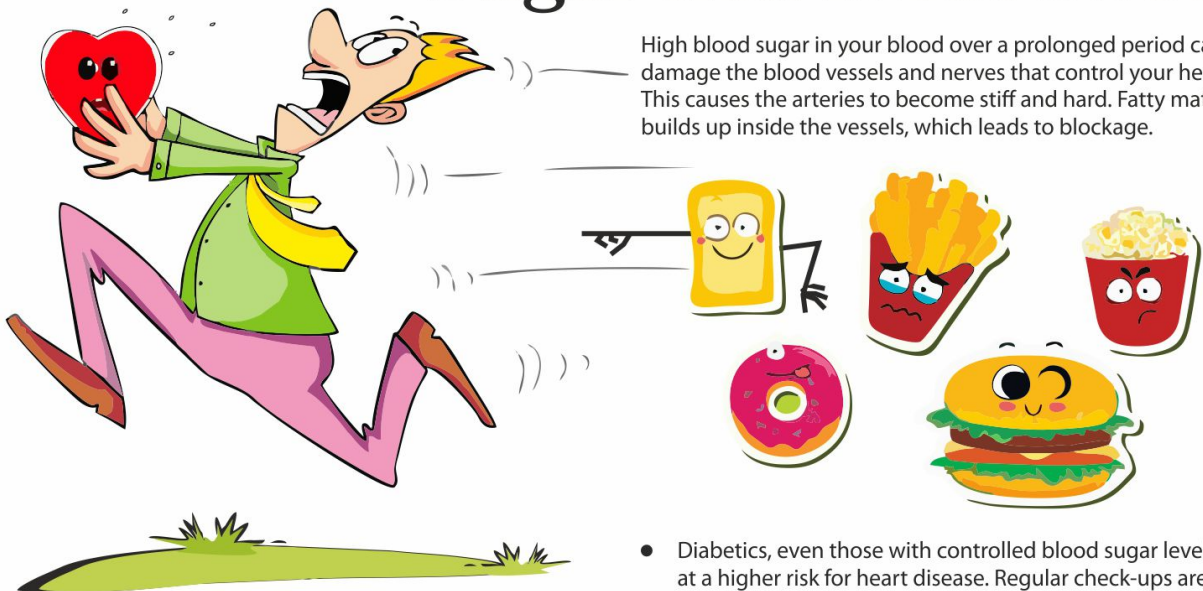 High blood sugar in your blood over a prolonged period
damage the blood vessels and nerves that control your
This causes the arteries to become stiff and hard. Fatty
builds up inside the vessels, which leads to blockage.
● Diabetics, even those with controlled blood sugar
at a higher risk for heart disease. Regular check-ups are